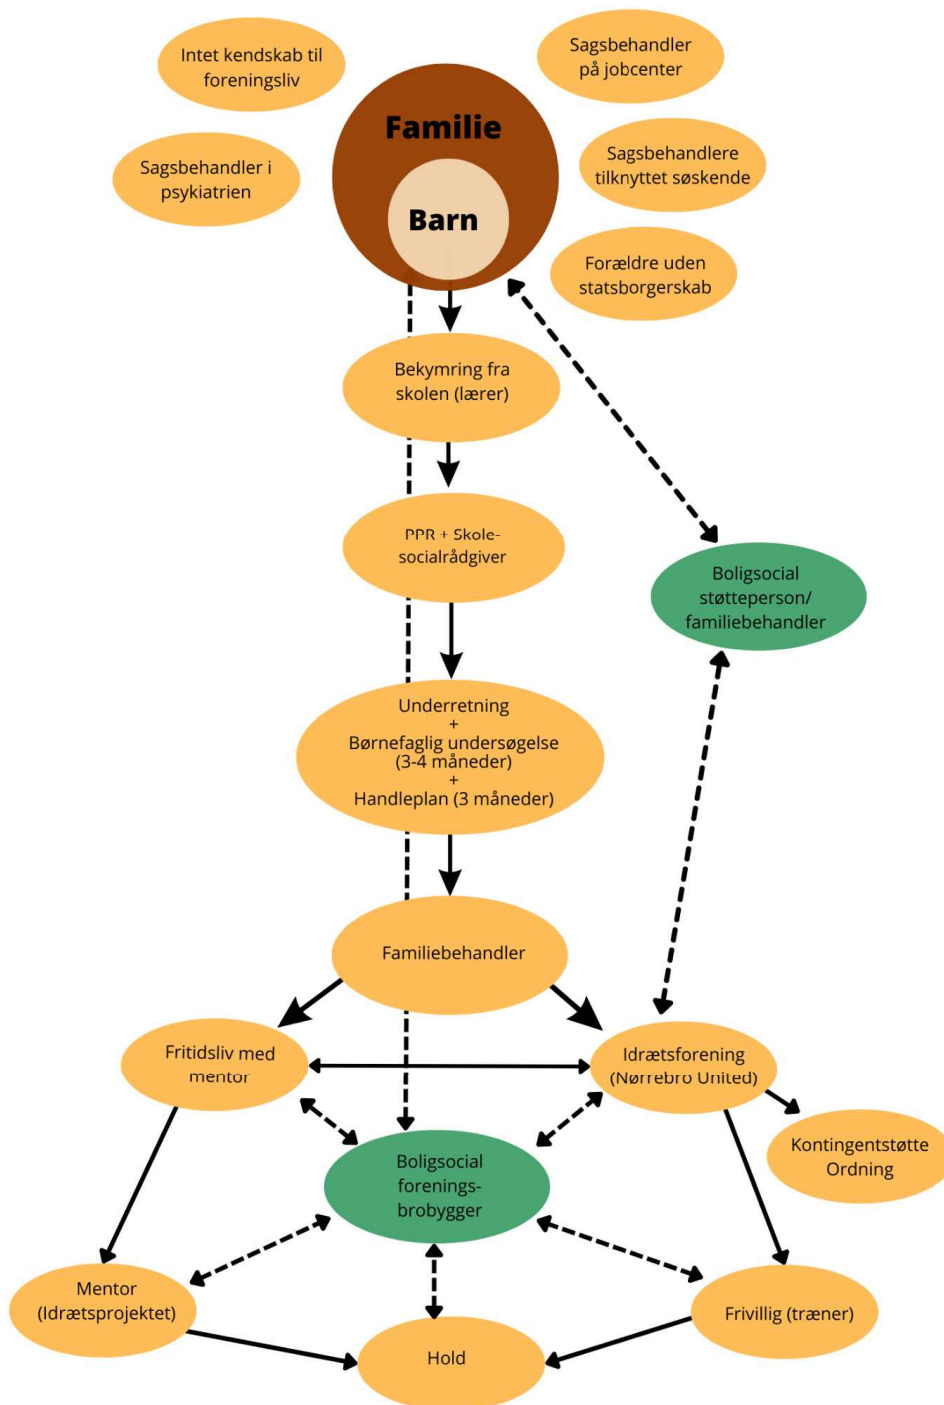 Intet kendskab til
foreningsliv
Sagsbehandler
på jobcenter
Familie
Sagsbehandler i
psykiatrien
Sagsbehandlere
tilknyttet søskende
Barn
Forældre uden
statsborgerskab
Bekymring fra
skolen (lærer)
PPR + Skole-
socialrådgiver
Boligsocial
støtteperson/
familiebehandler
Underretning
+
Børnefaglig undersøgelse
(3-4 måneder)
+
Handleplan (3 måneder)
Familiebehandler
Fritidsliv med
mentor
Idrætsforening
(Nørrebro United)
Kontingentstøtte
Ordning
Boligsocial
forenings-
brobygger
Mentor
(Idrætsprojektet)
Frivillig (træner)
Hold